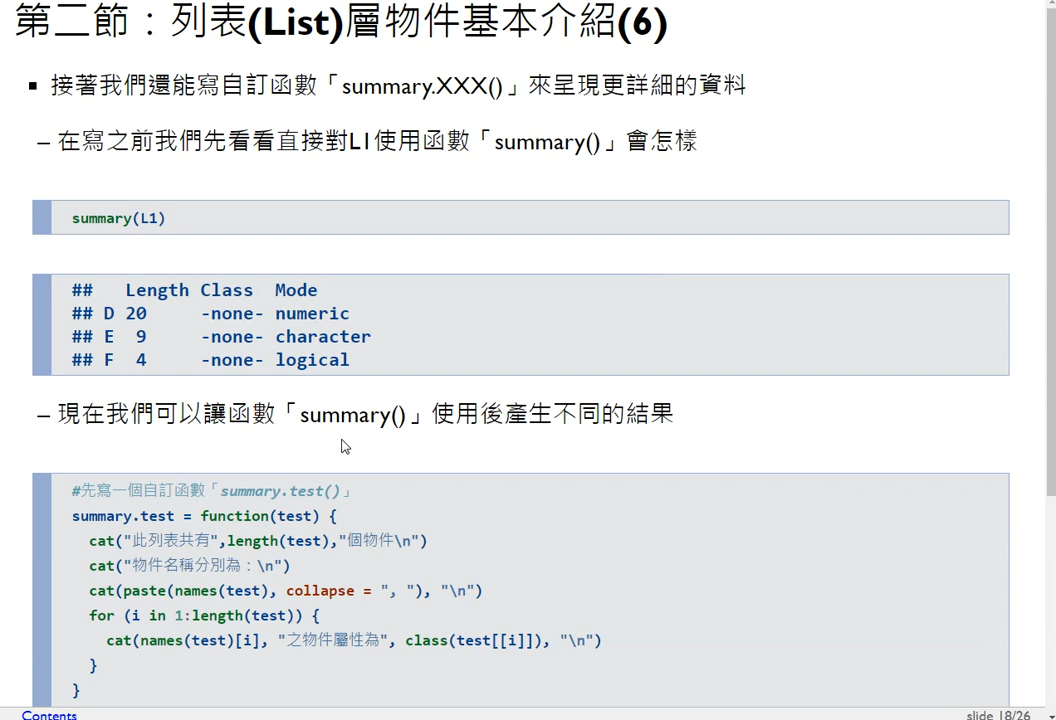 第二節：列表(List)層物件基本介紹(6)
▪ 接著我們還能寫自訂函數「summary.XXX()」來呈現更詳細的資料
– 在寫之前我們先看看直接對L1使用函數「summary()」會怎樣
summary(L1)
##   Length Class  Mode
## D 20     -none- numeric
## E  9     -none- character
## F  4     -none- logical
– 現在我們可以讓函數「summary()」使用後產生不同的結果
#先寫一個自訂函數「summary.test()」
summary.test = function(test) {
  cat("此列表共有",length(test),"個物件\n")
  cat("物件名稱分別為：\n")
  cat(paste(names(test), collapse = ", "), "\n")
  for (i in 1:length(test)) {
    cat(names(test)[i], "之物件屬性為", class(test[[i]]), "\n")
  }
}
Contents
slide 18/26